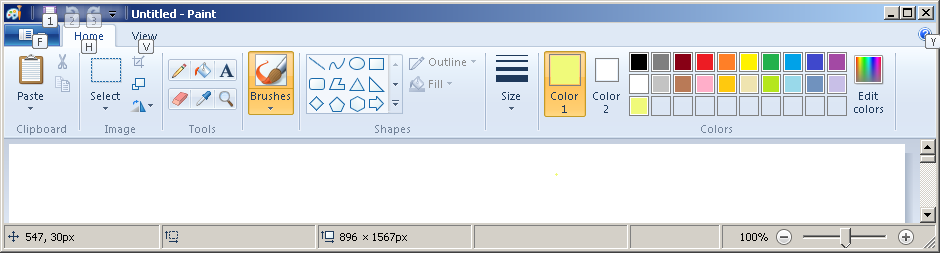 Untitled - Paint
1 2 3
F Home View Y
H V
Paste
Select
Brushes
Outline
Fill
Size
Color 1
Color 2
Edit colors
Clipboard Image Tools Shapes Colors
547, 30px 896 × 1567px 100%